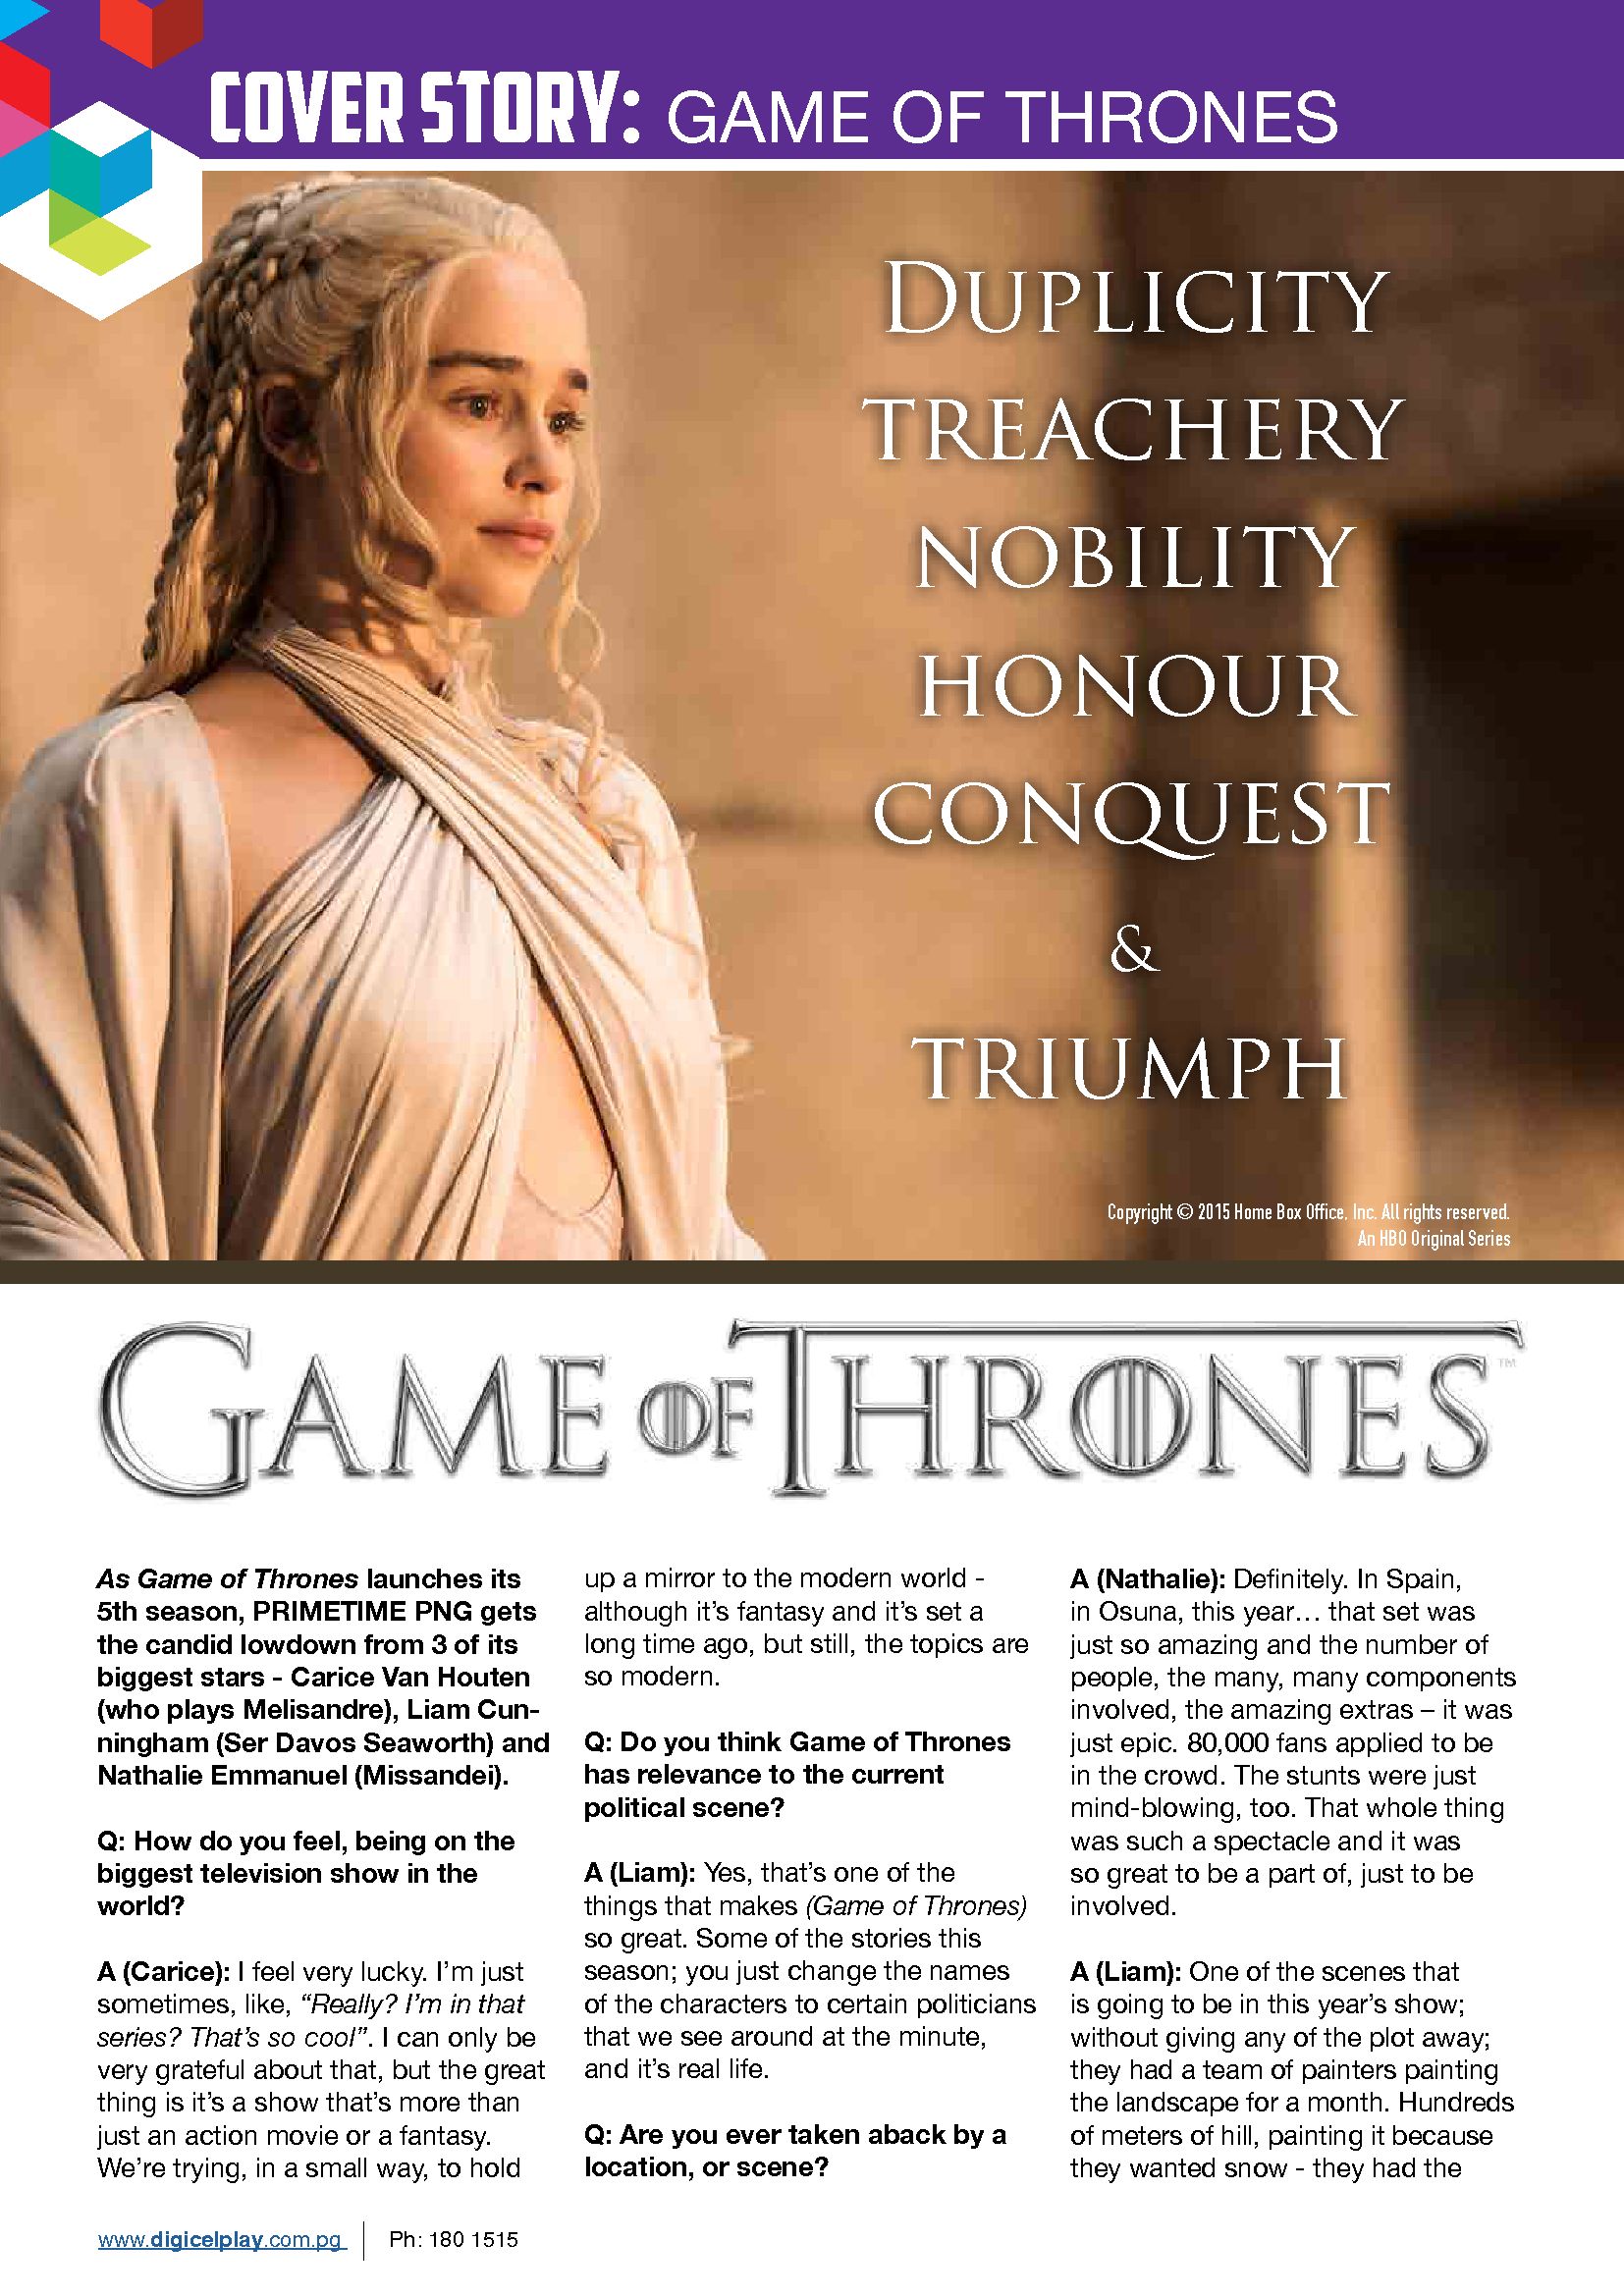 COVER STORY: GAME OF THRONES
DUPLICITY
TREACHERY
NOBILITY
HONOUR
CONQUEST
&
TRIUMPH
Copyright © 2015 Home Box Office, Inc. All rights reserved.
An HBO Original Series
GAME OF THRONES™
As Game of Thrones launches its
5th season, PRIMETIME PNG gets
the candid lowdown from 3 of its
biggest stars - Carice Van Houten
(who plays Melisandre), Liam Cun-
ningham (Ser Davos Seaworth) and
Nathalie Emmanuel (Missandei).
Q: How do you feel, being on the
biggest television show in the
world?
A (Carice): I feel very lucky. I'm just
sometimes, like, “Really? I'm in that
series? That's so cool”. I can only be
very grateful about that, but the great
thing is it's a show that's more than
just an action movie or a fantasy.
We're trying, in a small way, to hold
up a mirror to the modern world -
although it's fantasy and it's set a
long time ago, but still, the topics are
so modern.
Q: Do you think Game of Thrones
has relevance to the current
political scene?
A (Liam): Yes, that's one of the
things that makes (Game of Thrones)
so great. Some of the stories this
season; you just change the names
of the characters to certain politicians
that we see around at the minute,
and it's real life.
Q: Are you ever taken aback by a
location, or scene?
A (Nathalie): Definitely. In Spain,
in Osuna, this year… that set was
just so amazing and the number of
people, the many, many components
involved, the amazing extras – it was
just epic. 80,000 fans applied to be
in the crowd. The stunts were just
mind-blowing, too. That whole thing
was such a spectacle and it was
so great to be a part of, just to be
involved.
A (Liam): One of the scenes that
is going to be in this year's show;
without giving any of the plot away;
they had a team of painters painting
the landscape for a month. Hundreds
of meters of hill, painting it because
they wanted snow - they had the
www.digicelplay.com.pg | Ph: 180 1515